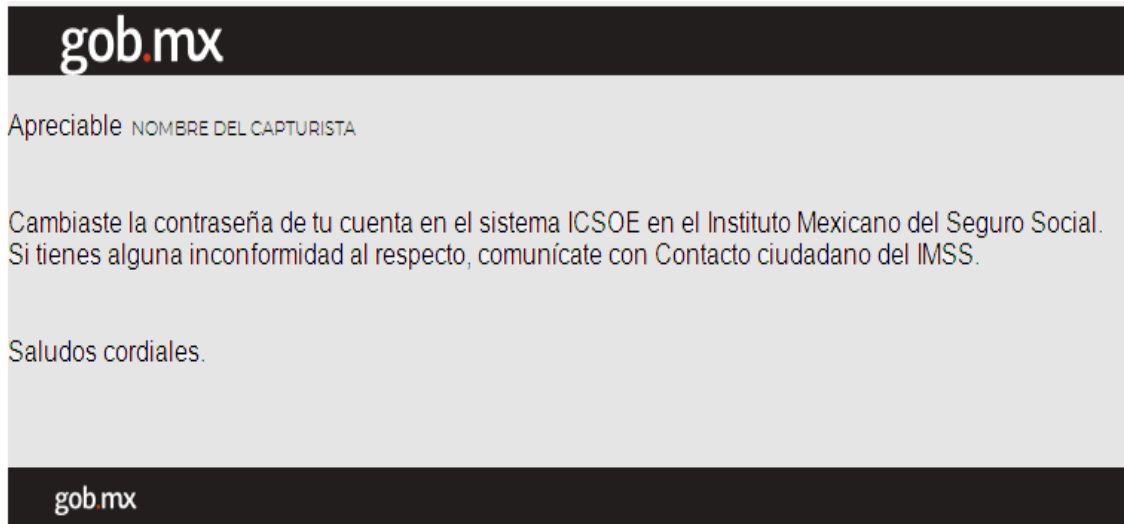 gob.mx
Apreciable NOMBRE DEL CAPTURISTA
Cambiaste la contraseña de tu cuenta en el sistema ICSOE en el Instituto Mexicano del Seguro Social.
Si tienes alguna inconformidad al respecto, comunícate con Contacto ciudadano del IMSS.
Saludos cordiales.
gob.mx